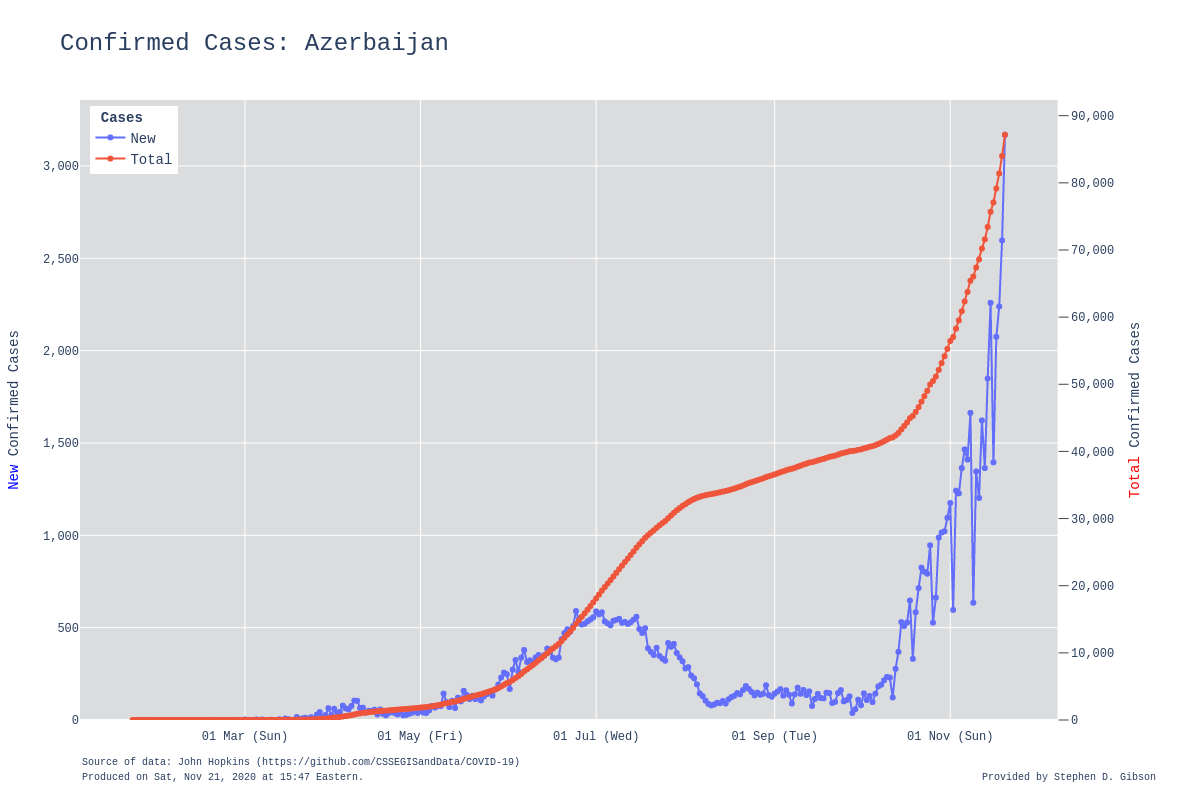 Confirmed Cases: Azerbaijan
Cases
New
Total
3,000
2,500
2,000
1,500
1,000
500
0
New Confirmed Cases
90,000
80,000
70,000
60,000
50,000
40,000
30,000
20,000
10,000
0
Total Confirmed Cases
01 Mar (Sun) 01 May (Fri) 01 Jul (Wed) 01 Sep (Tue) 01 Nov (Sun)
Source of data: John Hopkins (https://github.com/CSSEGISandData/COVID-19)
Produced on Sat, Nov 21, 2020 at 15:47 Eastern.
Provided by Stephen D. Gibson